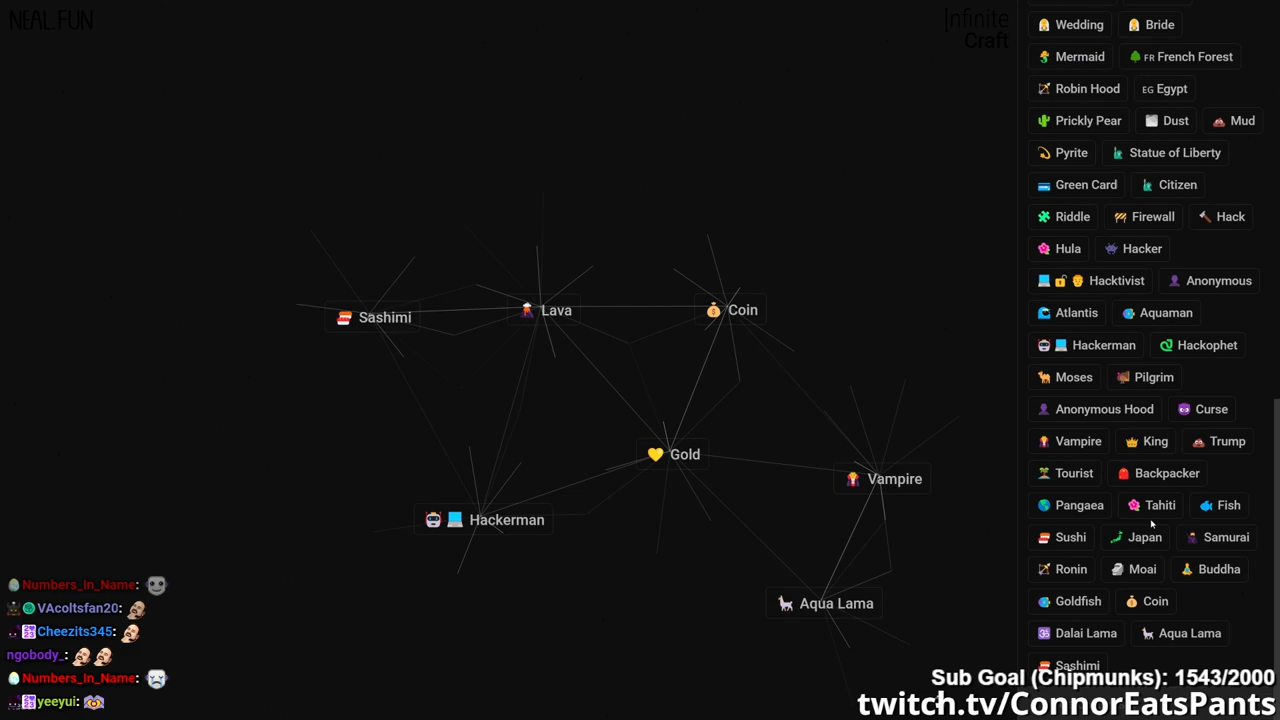 NEAL.FUN
Infinite
Craft
Wedding Bride
Mermaid FR French Forest
Robin Hood EG Egypt
Prickly Pear Dust Mud
Pyrite Statue of Liberty
Green Card Citizen
Riddle Firewall Hack
Hula Hacker
Hacktivist Anonymous
Atlantis Aquaman
Hackerman Hackophet
Moses Pilgrim
Anonymous Hood Curse
Vampire King Trump
Tourist Backpacker
Pangaea Tahiti Fish
Sushi Japan Samurai
Ronin Moai Buddha
Goldfish Coin
Dalai Lama Aqua Lama
Sashimi
Sashimi Lava Coin
Gold
Vampire
Hackerman
Aqua Lama
Numbers_In_Name:
VAcoltsfan20:
Cheezits345:
ngobody_:
Numbers_In_Name:
yeeyui:
Sub Goal (Chipmunks): 1543/2000
twitch.tv/ConnorEatsPants